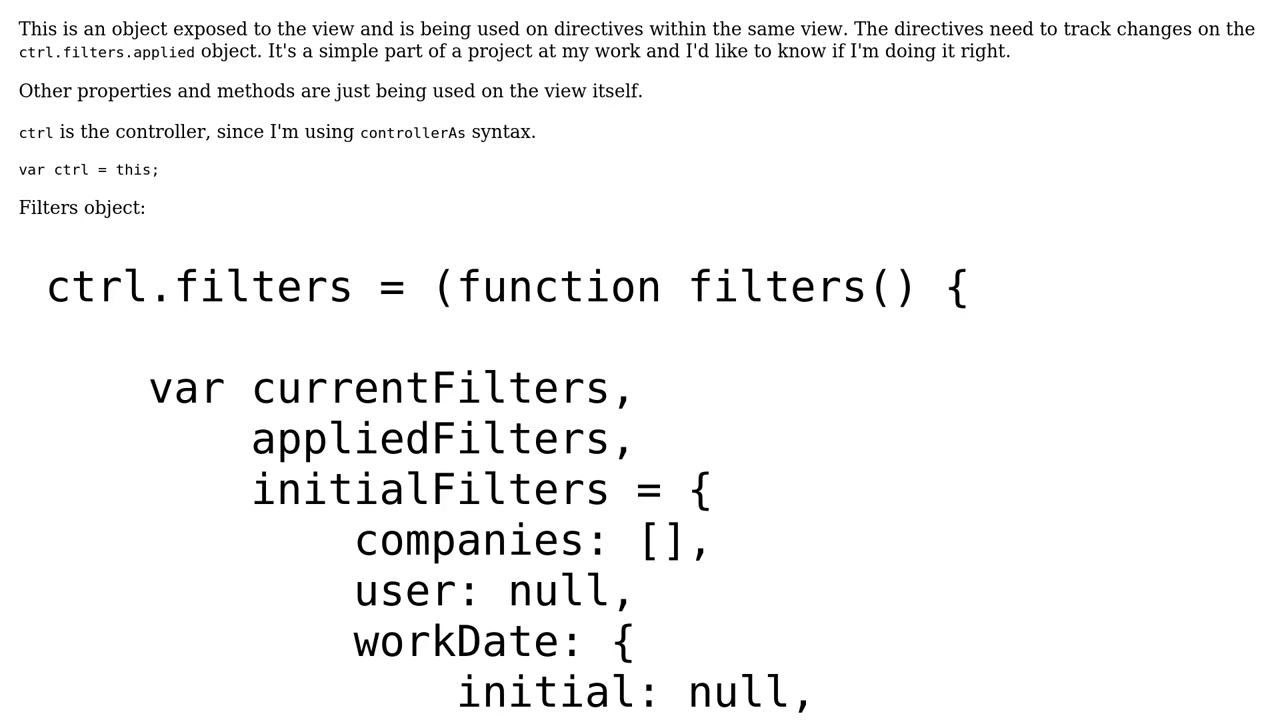 This is an object exposed to the view and is being used on directives within the same view. The directives need to track changes on the
ctrl.filters.applied object. It's a simple part of a project at my work and I'd like to know if I'm doing it right.
Other properties and methods are just being used on the view itself.
ctrl is the controller, since I'm using controllerAs syntax.
var ctrl = this;
Filters object:
ctrl.filters = (function filters() {
var currentFilters,
appliedFilters,
initialFilters = {
companies: [],
user: null,
workDate: {
initial: null,